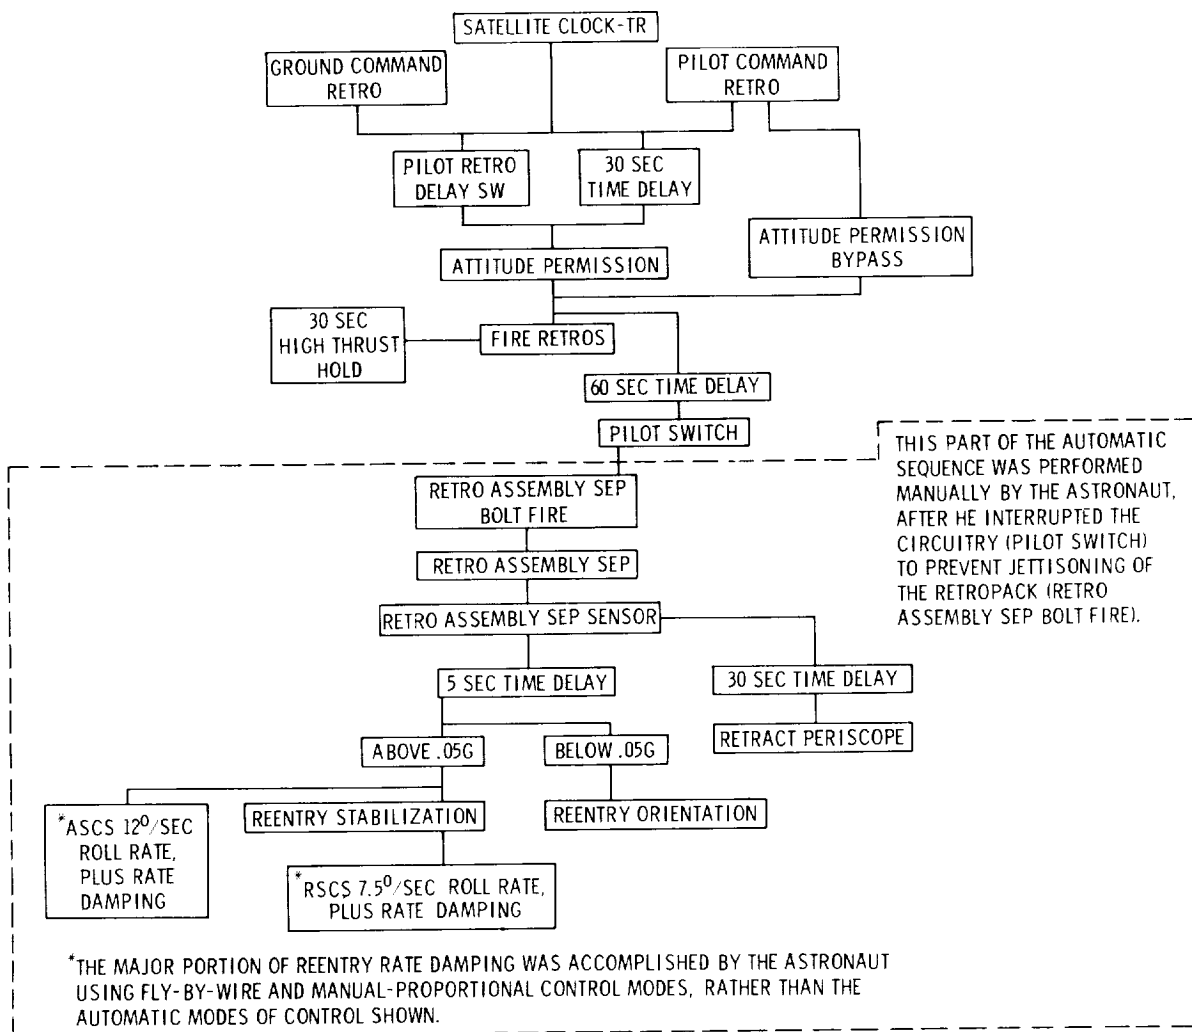 SATELLITE CLOCK-TR
GROUND COMMAND
RETRO
PILOT COMMAND
RETRO
PILOT RETRO
DELAY SW
30 SEC
TIME DELAY
ATTITUDE PERMISSION
BYPASS
ATTITUDE PERMISSION
30 SEC
HIGH THRUST
HOLD
FIRE RETROS
60 SEC TIME DELAY
PILOT SWITCH
THIS PART OF THE AUTOMATIC
SEQUENCE WAS PERFORMED
MANUALLY BY THE ASTRONAUT,
AFTER HE INTERRUPTED THE
CIRCUITRY (PILOT SWITCH)
TO PREVENT JETTISONING OF
THE RETROPACK (RETRO
ASSEMBLY SEP BOLT FIRE).
RETRO ASSEMBLY SEP
BOLT FIRE
RETRO ASSEMBLY SEP
RETRO ASSEMBLY SEP SENSOR
5 SEC TIME DELAY
30 SEC TIME DELAY
RETRACT PERISCOPE
ABOVE .05G
BELOW .05G
REENTRY STABILIZATION
REENTRY ORIENTATION
*ASCS 12⁰/SEC
ROLL RATE,
PLUS RATE
DAMPING
*RSCS 7.5⁰/SEC ROLL RATE,
PLUS RATE DAMPING
*THE MAJOR PORTION OF REENTRY RATE DAMPING WAS ACCOMPLISHED BY THE ASTRONAUT
USING FLY-BY-WIRE AND MANUAL-PROPORTIONAL CONTROL MODES, RATHER THAN THE
AUTOMATIC MODES OF CONTROL SHOWN.